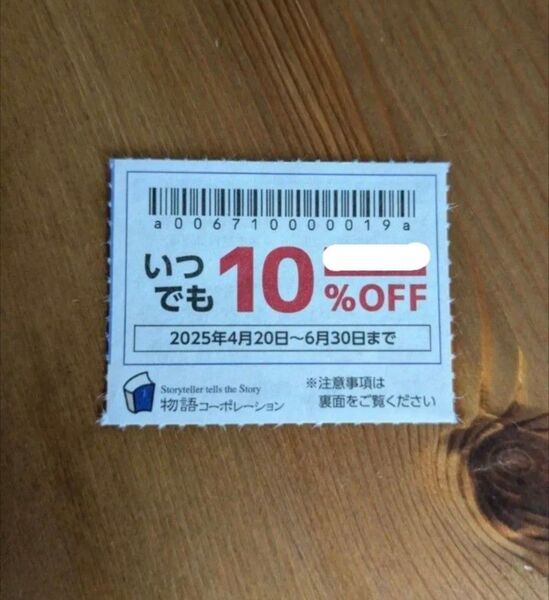 a0067100000019a
いつ
でも
10
%OFF
2025年4月20日～6月30日まで
Storyteller tells the Story
物語コーポレーション
※注意事項は
裏面をご覧ください